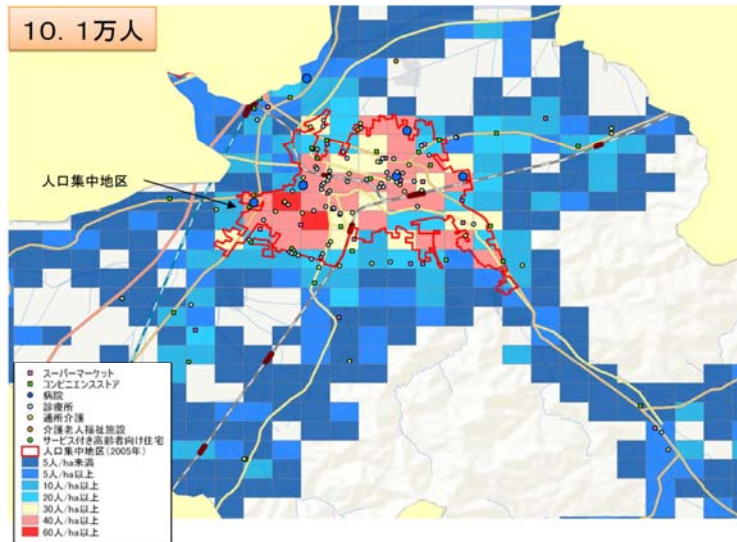 10.1万人
人口集中地区
スーパーマーケット
コンビニエンスストア
病院
診療所
通所介護
介護老人福祉施設
サービス付き高齢者向け住宅
人口集中地区(2005年)
5人/ha未満
5人/ha以上
10人/ha以上
20人/ha以上
30人/ha以上
40人/ha以上
60人/ha以上